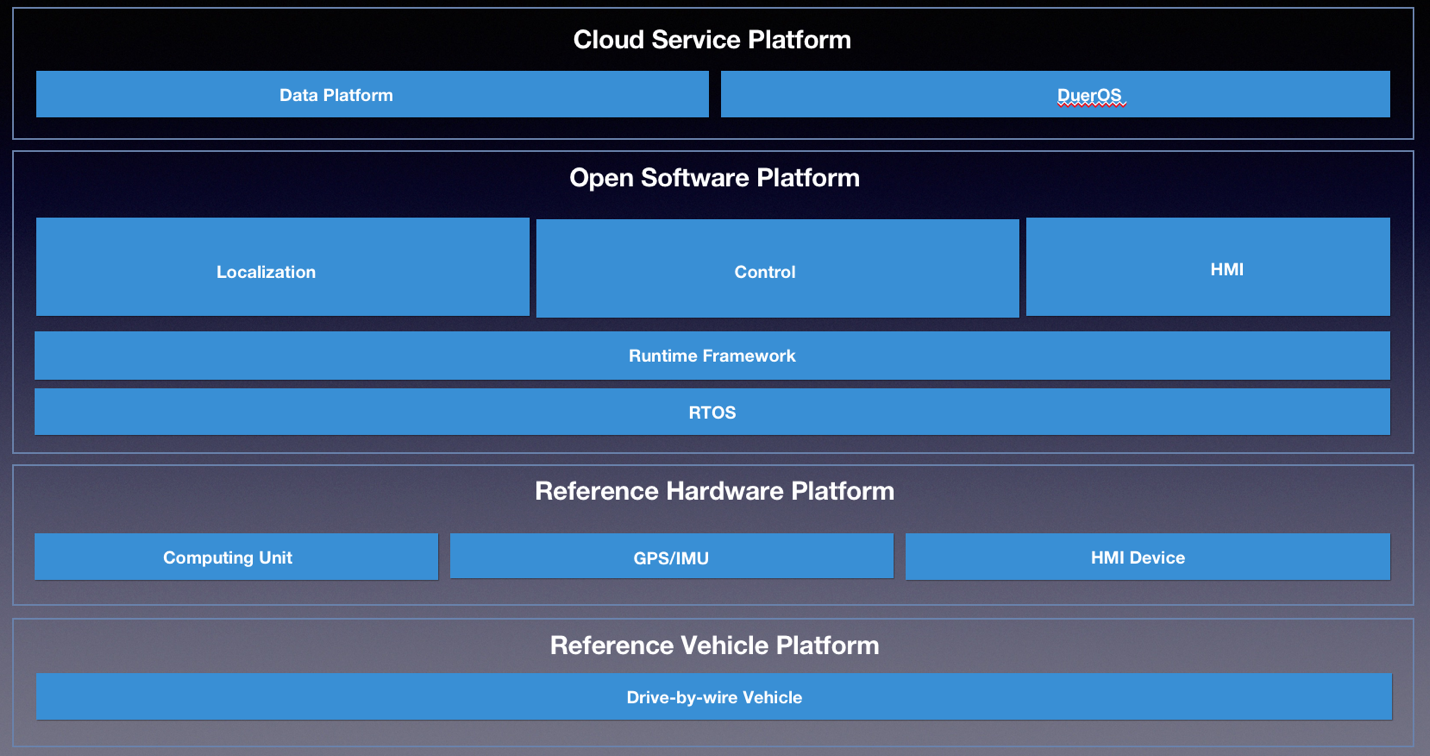 Cloud Service Platform
Data Platform
DuerOS
Open Software Platform
Localization
Control
HMI
Runtime Framework
RTOS
Reference Hardware Platform
Computing Unit
GPS/IMU
HMI Device
Reference Vehicle Platform
Drive-by-wire Vehicle